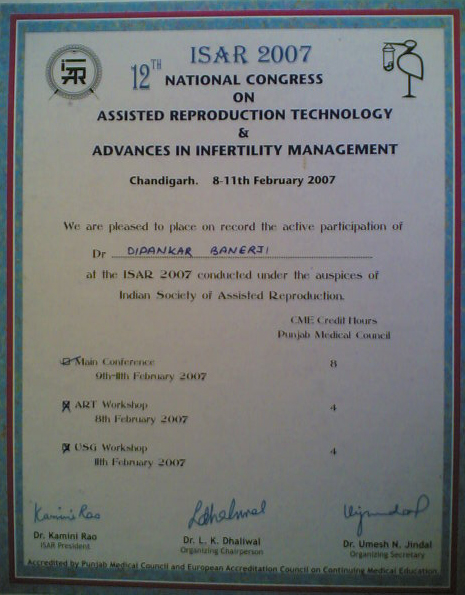 ISAR
ISAR 2007
12TH NATIONAL CONGRESS
ON
ASSISTED REPRODUCTION TECHNOLOGY
&
ADVANCES IN INFERTILITY MANAGEMENT
Chandigarh. 8-11th February 2007
We are pleased to place on record the active participation of
Dr DIPANKAR BANERJI
at the ISAR 2007 conducted under the auspices of
Indian Society of Assisted Reproduction.
CME Credit Hours
Punjab Medical Council
Main Conference 8
9th-11th February 2007
ART Workshop 4
8th February 2007
USG Workshop 4
11th February 2007
Kamini Rao
Dr. Kamini Rao Dr. L. K. Dhaliwal Dr. Umesh N. Jindal
ISAR President Organizing Chairperson Organizing Secretary
Accredited by Punjab Medical Council and European Accreditation Council on Continuing Medical Education